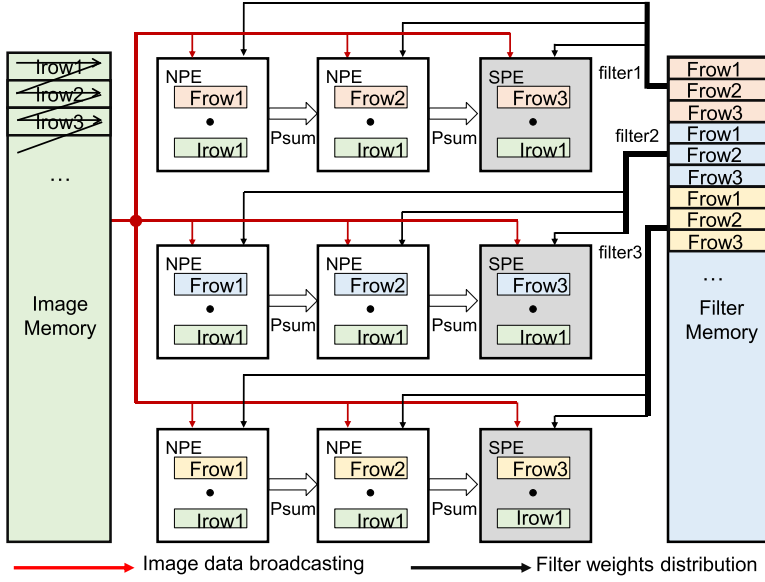 Irow1
Irow2
Irow3
…
Image
Memory
NPE
Frow1
•
Irow1
Psum
NPE
Frow2
•
Irow1
Psum
SPE
Frow3
•
Irow1
filter1
NPE
Frow1
•
Irow1
Psum
NPE
Frow2
•
Irow1
Psum
SPE
Frow3
•
Irow1
filter2
NPE
Frow1
•
Irow1
Psum
NPE
Frow2
•
Irow1
Psum
SPE
Frow3
•
Irow1
filter3
Frow1
Frow2
Frow3
Frow1
Frow2
Frow3
Frow1
Frow2
Frow3
…
Filter
Memory
Image data broadcasting
Filter weights distribution